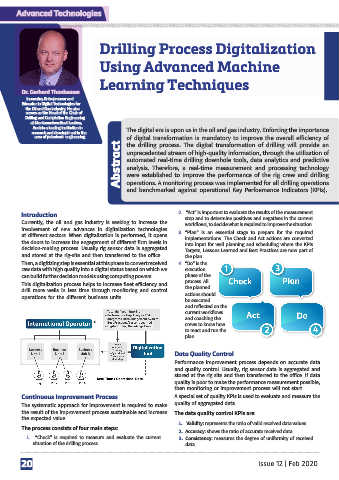 Advanced Technologies
Drilling Process Digitalization
Using Advanced Machine
Learning Techniques
Dr. Gerhard Thonhauser
Abstract
The digital era is upon us in the oil and gas industry. Enforcing the importance
of digital transformation is mandatory to improve the overall efficiency of
the drilling process. The digital transformation of drilling will provide an
unprecedented stream of high-quality information, through the utilization of
automated real-time drilling downhole tools, data analytics and predictive
analysis. Therefore, a real-time measurement and processing technology
were established to improve the performance of the rig crew and drilling
operations. A monitoring process was implemented for all drilling operations
and benchmarked against operational Key Performance Indicators (KPIs).
Introduction
Currently, the oil and gas industry is seeking to increase the
involvement of new advances in digitalization technologies
at different sectors. When digitalization is performed, it opens
the doors to increase the engagement of different firm levels in
decision-making process. Usually rig sensor data is aggregated
and stored at the rig-site and then transferred to the office
Then, a digitizing step is essential at this phase to convert received
raw data with high quality into a digital status based on which we
can build further decision models using computing powers
This digitalization process helps to increase fleet efficiency and
drill more wells in less time through monitoring and control
operations for the different business units
International Operator
Business
Unit 1
Business
Unit 2
Business
Unit 3
Digitalization
Tool
Continuous Improvement Process
The systematic approach for improvement is required to make
the result of the improvement process sustainable and increase
the expected value
The process consists of four main steps:
1. "Check" is required to measure and evaluate the current
situation of the drilling process
2. "Act" is important to evaluate the results of the measurement
step and to determine positives and negatives in the current
workflows, to decide what is required to improve the situation
3. "Plan" is an essential stage to prepare for the required
implementations. The Check and Act actions are converted
into input for well planning and scheduling where the KPIs
Targets, Lessons Learned and Best Practices are now part of
the plan
4. "Do" is the
execution
phase of the
process. All
the planned
actions should
be executed
and reflected on the
current workflows
and coaching the
crews to know how
to react and run the
plan
1
Check
3
Plan
Act
2
Do
4
Data Quality Control
Performance improvement process depends on accurate data
and quality control. Usually, rig sensor data is aggregated and
stored at the rig site and then transferred to the office. If data
quality is poor to make the performance measurement possible,
then monitoring or improvement process will not start
A special set of quality KPIs is used to evaluate and measure the
quality of aggregated data
The data quality control KPIs are
1. Validity: represents the ratio of valid received data values
2. Accuracy: shows the ratio of accurate received data
3. Consistency: measures the degree of uniformity of received
data
20
Issue 12 | Feb 2020